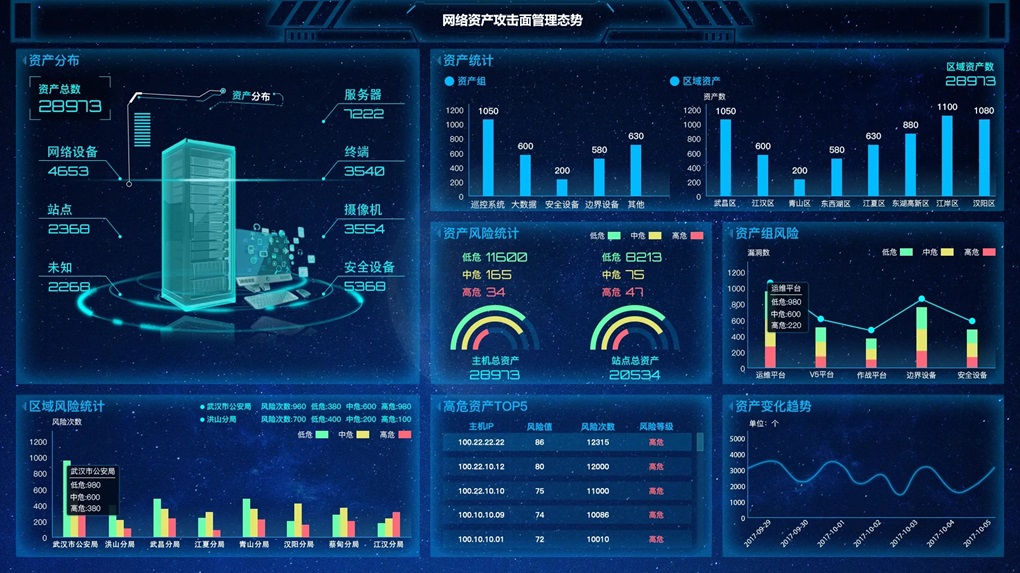 网络资产攻击面管理态势
资产分布
资产总数
28973
资产分布
网络设备
4653
站点
2368
未知
2268
服务器
7222
终端
3540
摄像机
3554
安全设备
5368
资产统计
资产组
1200
1000
800
600
400
200
0
1050
600
200
580
630
巡控系统 大数据 安全设备 边界设备 其他
区域资产
资产数
区域资产数
28973
1200
1000
800
600
400
200
0
1050
600
200
580
630
880
1100
1080
武昌区 江汉区 青山区 东西湖区 江夏区 东湖高新区 江岸区 汉阳区
资产风险统计
低危 中危 高危
低危 11600
中危 165
高危 34
主机总资产
28973
低危 8213
中危 75
高危 47
站点总资产
20534
资产组风险
漏洞数
低危 中危 高危
1200
1000
800
600
400
200
0
运维平台
低危:980
中危:600
高危:220
运维平台 V5平台 作战平台 边界设备 安全设备
区域风险统计
风险次数
武汉市公安局 风险次数:960 低危:380 中危:600 高危:980
洪山分局 风险次数:700 低危:400 中危:200 高危:100
低危 中危 高危
1200
1000
800
600
400
200
0
武汉市公安局
低危:980
中危:600
高危:380
武汉市公安局 洪山分局 武昌分局 江夏分局 青山分局 汉阳分局 蔡甸分局 江汉分局
高危资产TOP5
主机IP 风险值 风险次数 风险等级
100.22.22.22 86 12315 高危
100.22.10.12 80 12000 高危
100.22.10.10 75 11000 高危
100.10.10.09 74 10086 高危
100.10.10.01 72 10010 高危
资产变化趋势
单位: 个
5000
4000
3000
2000
1000
0
2017-09-29 2017-09-30 2017-10-01 2017-10-02 2017-10-03 2017-10-04 2017-10-05